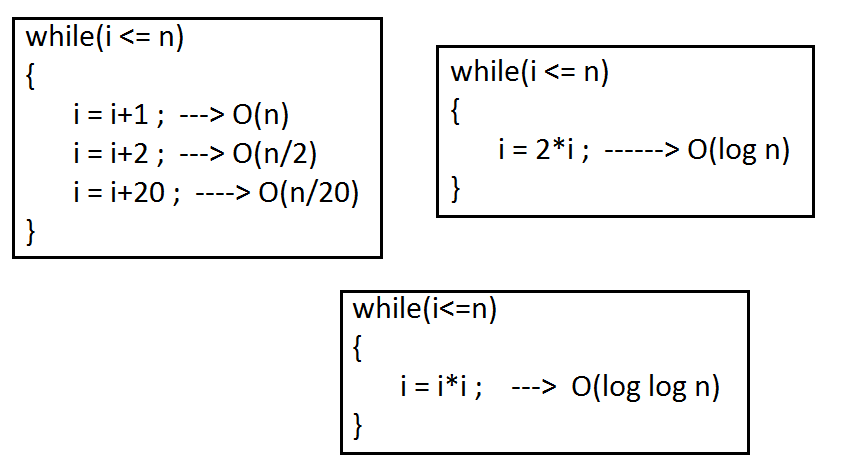 while(i <= n)
{
i = i+1 ; ---> O(n)
i = i+2 ; ---> O(n/2)
i = i+20 ; ----> O(n/20)
}
while(i <= n)
{
i = 2*i ; ------> O(log n)
}
while(i<=n)
{
i = i*i ; ---> O(log log n)
}